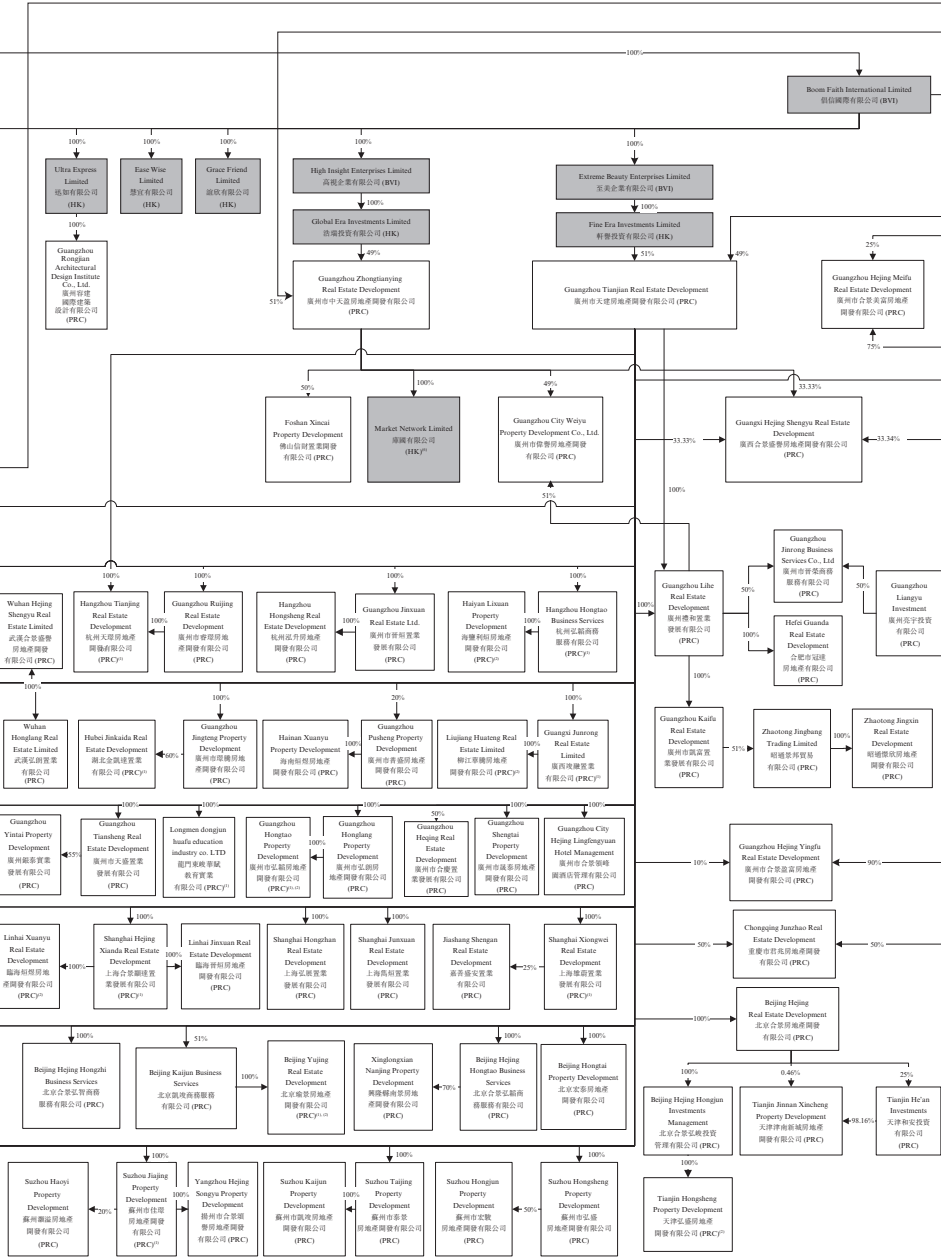 100%
Boom Faith International Limited
(BVI)
100%
100%
100%
100%
100%
Ultra Express
Limited
迅如有限公司
(HK)
Ease Wise
Limited
慧宜有限公司
(HK)
Grace Friend
Limited
誼欣有限公司
(HK)
High Insight Enterprises Limited
高視企業有限公司 (BVI)
Extreme Beauty Enterprises Limited
至美企業有限公司 (BVI)
100%
100%
100%
Global Era Investments Limited
浩瑞投資有限公司 (HK)
Fine Era Investments Limited
軒譽投資有限公司 (HK)
Guangzhou
Rongjian
Architectural
Design Institute
Co., Ltd.
廣州容建
國際建築
設計有限公司
(PRC)
49%
51%
49%
25%
51%
Guangzhou Zhongtianying
Real Estate Development
廣州市中天盈房地產開發有限公司
(PRC)
Guangzhou Tianjian Real Estate Development
廣州市天建房地產開發有限公司 (PRC)
Guangzhou Hejing Meifu
Real Estate Development
廣州市合景美富房地產
開發有限公司 (PRC)
75%
50%
100%
49%
33.33%
Foshan Xincai
Property Development
佛山信財置業開發
有限公司 (PRC)
Market Network Limited
有限公司
(HK)
Guangzhou City Weiyu
Property Development Co., Ltd.
廣州市偉譽房地產開發
有限公司 (PRC)
33.33%
Guangxi Hejing Shengyu Real Estate
Development
廣西合景盛譽房地產開發有限公司
(PRC)
33.34%
51%
100%
100%
100%
100%
100%
Wuhan Hejing
Shengyu Real
Estate Limited
武漢合景盛譽
房地產開發
有限公司 (PRC)
Hangzhou Tianjing
Real Estate
Development
杭州天璟房地產
開發有限公司
(PRC)
100%
Guangzhou Ruijing
Real Estate
Development
廣州市睿璟房地
產開發有限公司
(PRC)
Hangzhou
Hongsheng Real
Estate Development
杭州泓升房地產
開發有限公司
(PRC)
100%
Guangzhou Jinxuan
Real Estate Ltd.
廣州市晉烜置業
發展有限公司
(PRC)
Haiyan Lixuan
Property
Development
海鹽利烜房地產
開發有限公司
(PRC)
100%
Hangzhou Hongtao
Business Services
杭州弘韜商務
服務有限公司
(PRC)
100%
Guangzhou Lihe
Real Estate
Development
廣州禮和置業
發展有限公司
(PRC)
50%
100%
Guangzhou
Jinrong Business
Services Co., Ltd
廣州市晉榮商務
服務有限公司
(PRC)
Hefei Guanda
Real Estate
Development
合肥市冠達
房地產有限公司
(PRC)
50%
Guangzhou
Liangyu
Investment
廣州亮宇投資
有限公司
(PRC)
100%
100%
20%
100%
100%
Wuhan
Honglang Real
Estate Limited
武漢弘創置業
有限公司
(PRC)
Hubei Jinkaida Real
Estate Development
湖北金凱達置業
有限公司 (PRC)
60%
Guangzhou
Jingteng Property
Development
廣州市璟騰房地
產開發有限公司
(PRC)
Hainan Xuanyu
Property Development
海南烜煜房地產
開發有限公司 (PRC)
100%
Guangzhou
Pusheng Property
Development
廣州市普盛房地產
開發有限公司
(PRC)
Liujiang Huateng Real
Estate Limited
柳江華騰房地產
開發有限公司 (PRC)
100%
Guangxi Junrong
Real Estate
Limited
廣西埈融置業
有限公司 (PRC)
Guangzhou Kaifu
Real Estate
Development
廣州市凱富置
業發展有限公司
(PRC)
51%
Zhaotong Jingbang
Trading Limited
昭通景邦貿易
有限公司 (PRC)
100%
Zhaotong Jingxin
Real Estate
Development
昭通璟欣房地產
開發有限公司
(PRC)
100%
100%
100%
100%
50%
100%
100%
Guangzhou
Yintai Property
Development
廣州銀泰實業
發展有限公司
(PRC)
55%
Guangzhou
Tiansheng Real
Estate Development
廣州市天盛置業
發展有限公司
(PRC)
Longmen dongjun
huafu education
industry co. LTD
龍門東峻華賦
教育實業
有限公司 (PRC)
Guangzhou
Hongtao
Property
Development
廣州市弘韜房地產
開發有限公司
(PRC)
100%
Guangzhou
Honglang
Property
Development
廣州市弘朗房
地產開發有限公司
(PRC)
Guangzhou
Heqing Real
Estate Development
廣州市合慶置
業發展有限公司
(PRC)
Guangzhou
Shengtai
Property
Development
廣州市晟泰房地產
開發有限公司
(PRC)
Guangzhou City
Hejing Lingfengyuan
Hotel Management
廣州市合景領峰
園酒店管理有限公司
(PRC)
10%
Guangzhou Hejing Yingfu
Real Estate Development
廣州市合景盈富房地產
開發有限公司 (PRC)
90%
100%
100%
100%
100%
Linhai Xuanyu
Real Estate
Development
臨海烜煜房地
產開發有限公司
(PRC)
100%
Shanghai Hejing
Xianda Real Estate
Development
上海合景顯達置
業發展有限公司
(PRC)
100%
Linhai Jinxuan Real
Estate Development
臨海晉烜房地產
開發有限公司
(PRC)
Shanghai Hongzhan
Real Estate
Development
上海弘展置業
發展有限公司
(PRC)
Shanghai Junxuan
Real Estate
Development
上海雋烜置業
發展有限公司
(PRC)
Jiashang Shengan
Real Estate
Development
嘉善盛安置業
有限公司
(PRC)
25%
Shanghai Xiongwei
Real Estate
Development
上海雄蔚置業
發展有限公司
(PRC)
50%
Chongqing Junzhao Real
Estate Development
重慶市君兆房地產開發
有限公司 (PRC)
50%
100%
Beijing Hejing
Real Estate Development
北京合景房地產開發
有限公司
(PRC)
100%
51%
100%
100%
Beijing Hejing Hongzhi
Business Services
北京合景弘智商務
服務有限公司 (PRC)
Beijing Kaijun Business
Services
北京凱埈商務服務
有限公司 (PRC)
100%
Beijing Yujing
Real Estate
Development
北京瑜景房地產
開發有限公司
(PRC)
Xinglongxian
Nanjing Property
Development
興隆縣南景房地
產開發有限公司
(PRC)
70%
Beijing Hejing
Hongtao Business
Services
北京合景弘韜商
務服務有限公司
(PRC)
Beijing Hongtai
Property Development
北京宏泰房地產
開發有限公司
(PRC)
100%
0.46%
25%
Beijing Hejing Hongjun
Investments
Management
北京合景弘峻投資
管理有限公司
(PRC)
Tianjin Jinnan Xincheng
Property Development
天津津南新城房地產
開發有限公司
(PRC)
98.16%
Tianjin He'an
Investments
天津和安投資
有限公司
(PRC)
100%
Tianjin Hongsheng
Property Development
天津弘盛房地產
開發有限公司 (PRC)
100%
100%
100%
Suzhou Haoyi
Property
Development
蘇州灝溢房地產
開發有限公司
(PRC)
20%
Suzhou Jiajing
Property
Development
蘇州市佳璟
房地產開發
有限公司
(PRC)
100%
Yangzhou Hejing
Songyu Property
Development
揚州市合景頌
譽房地產開發
有限公司 (PRC)
Suzhou Kaijun
Property
Development
蘇州市凱埈房地產
開發有限公司
(PRC)
100%
Suzhou Taijing
Property
Development
蘇州市泰景
房地產開發有限公司
(PRC)
Suzhou Hongjun
Property
Development
蘇州市宏駿
房地產開發有限公司
(PRC)
50%
Suzhou Hongsheng
Property
Development
蘇州市弘盛
房地產開發有限公司
(PRC)